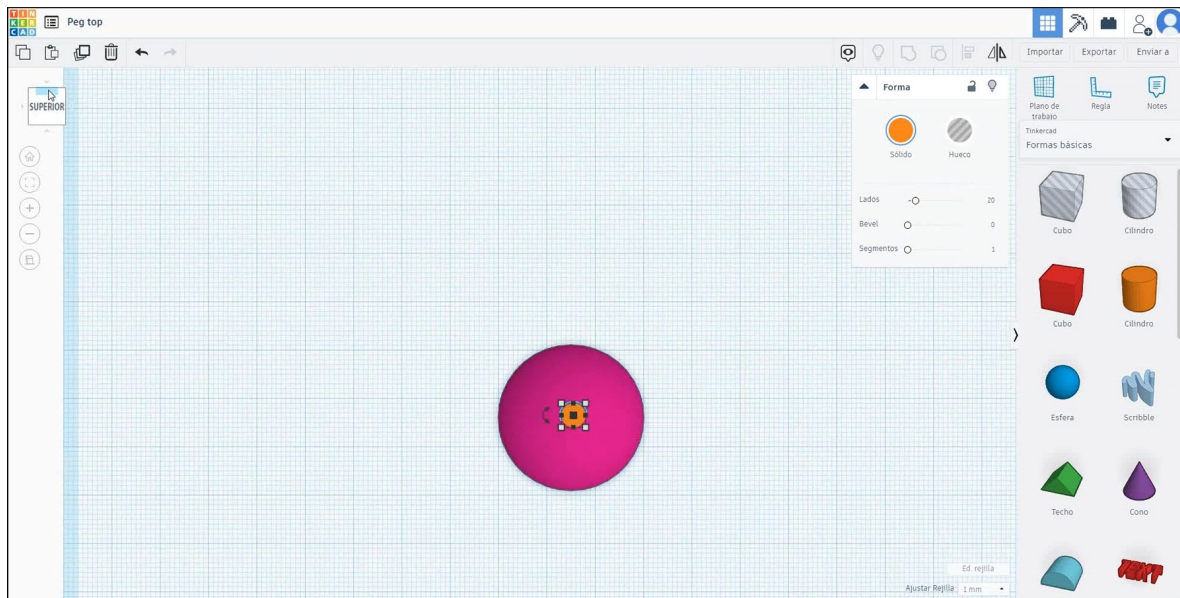 TIN
KER
CAD
Peg top
Importar
Exportar
Enviar a
SUPERIOR
Forma
Sólido
Hueco
Lados
20
Bevel
0
Segmentos
1
Plano de
trabajo
Regla
Notes
Tinkercad
Formas básicas
Cubo
Cilindro
Cubo
Cilindro
Esfera
Scribble
Techo
Cono
TEXT
Ed. rejilla
Ajustar Rejilla
1 mm